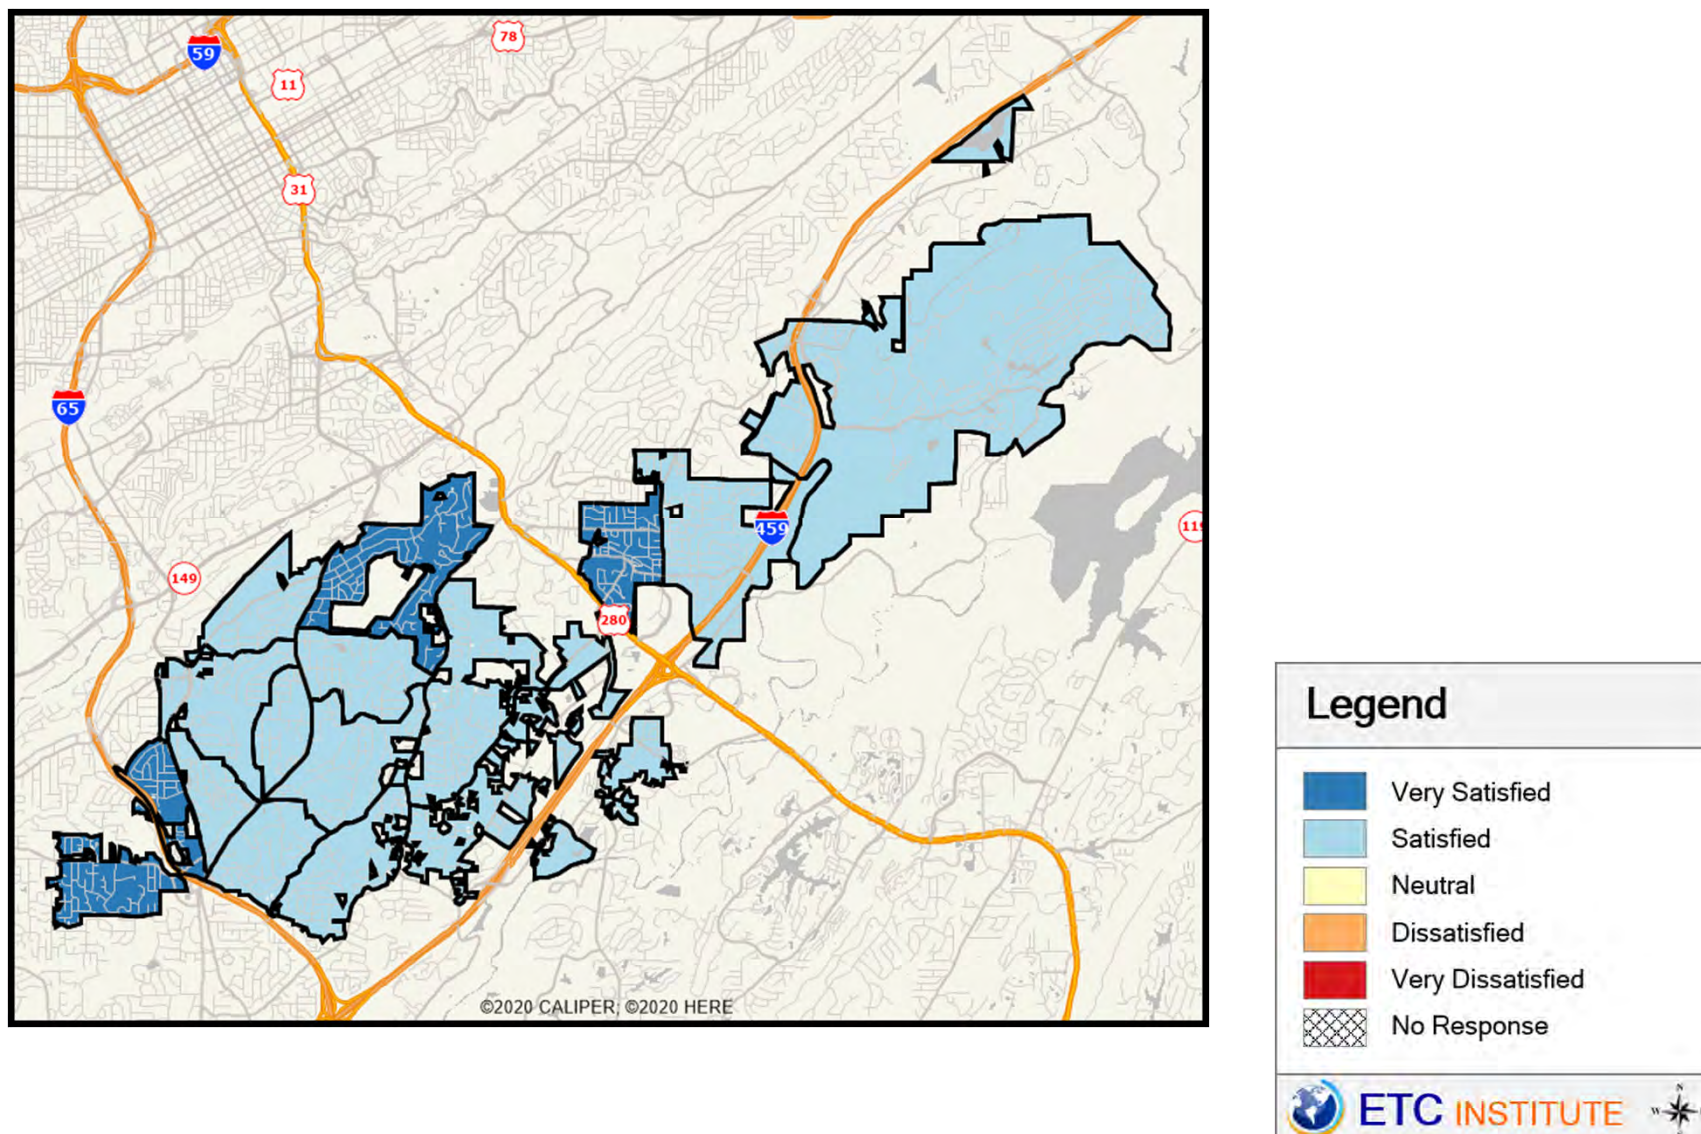 59
78
11
31
65
459
119
149
280
©2020 CALIPER; ©2020 HERE
Legend
Very Satisfied
Satisfied
Neutral
Dissatisfied
Very Dissatisfied
No Response
ETC INSTITUTE
N
W